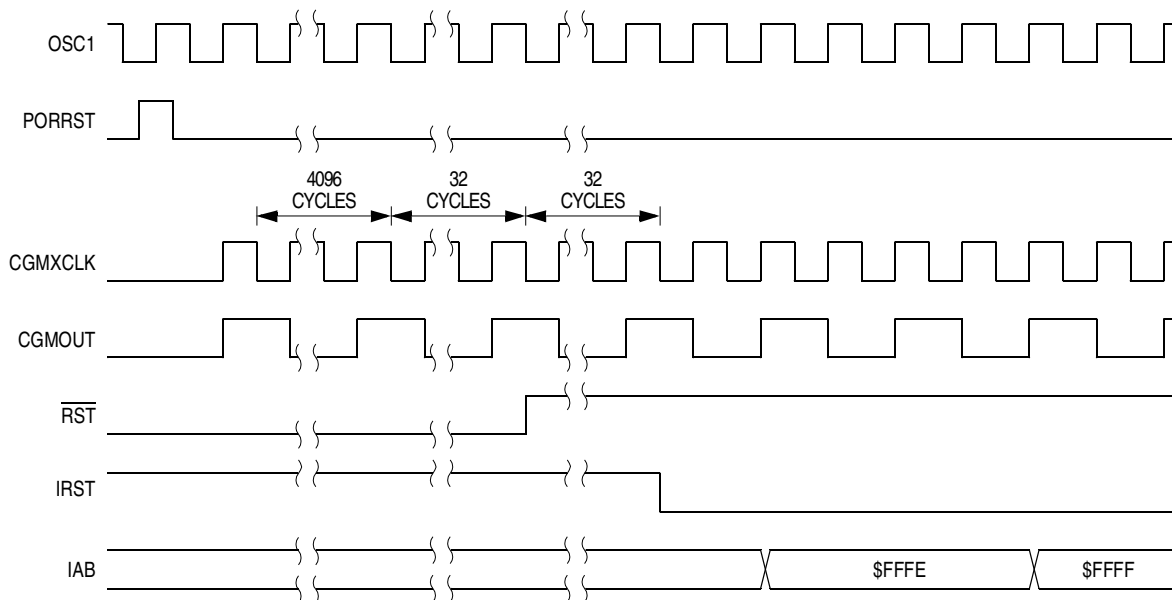 OSC1
PORRST
4096
CYCLES
32
CYCLES
32
CYCLES
CGMXCLK
CGMOUT
RST
IRST
IAB
$FFFE
$FFFF